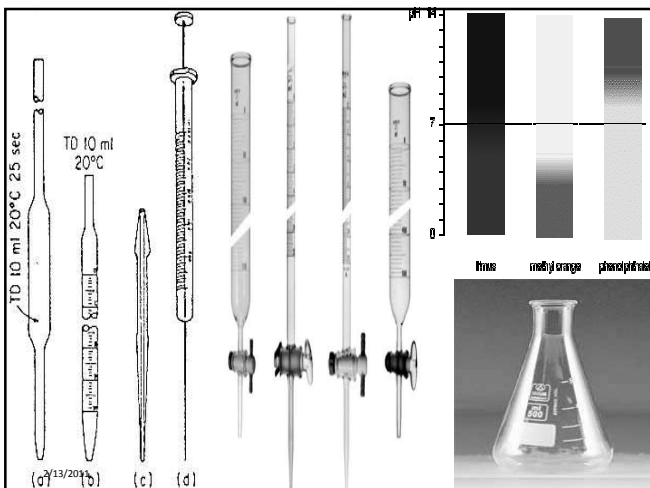 TD 10 ml 20°C 25 sec
TD 10 ml
20°C
(a)
(b)
(c)
(d)
2/13/2011
pH 14
7
0
litmus
methyl orange
ml
500